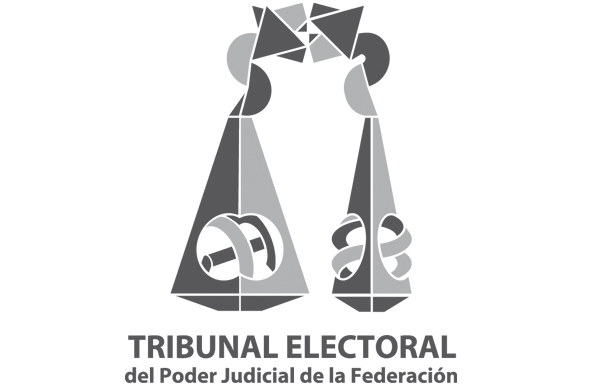 TRIBUNAL ELECTORAL
del Poder Judicial de la Federación